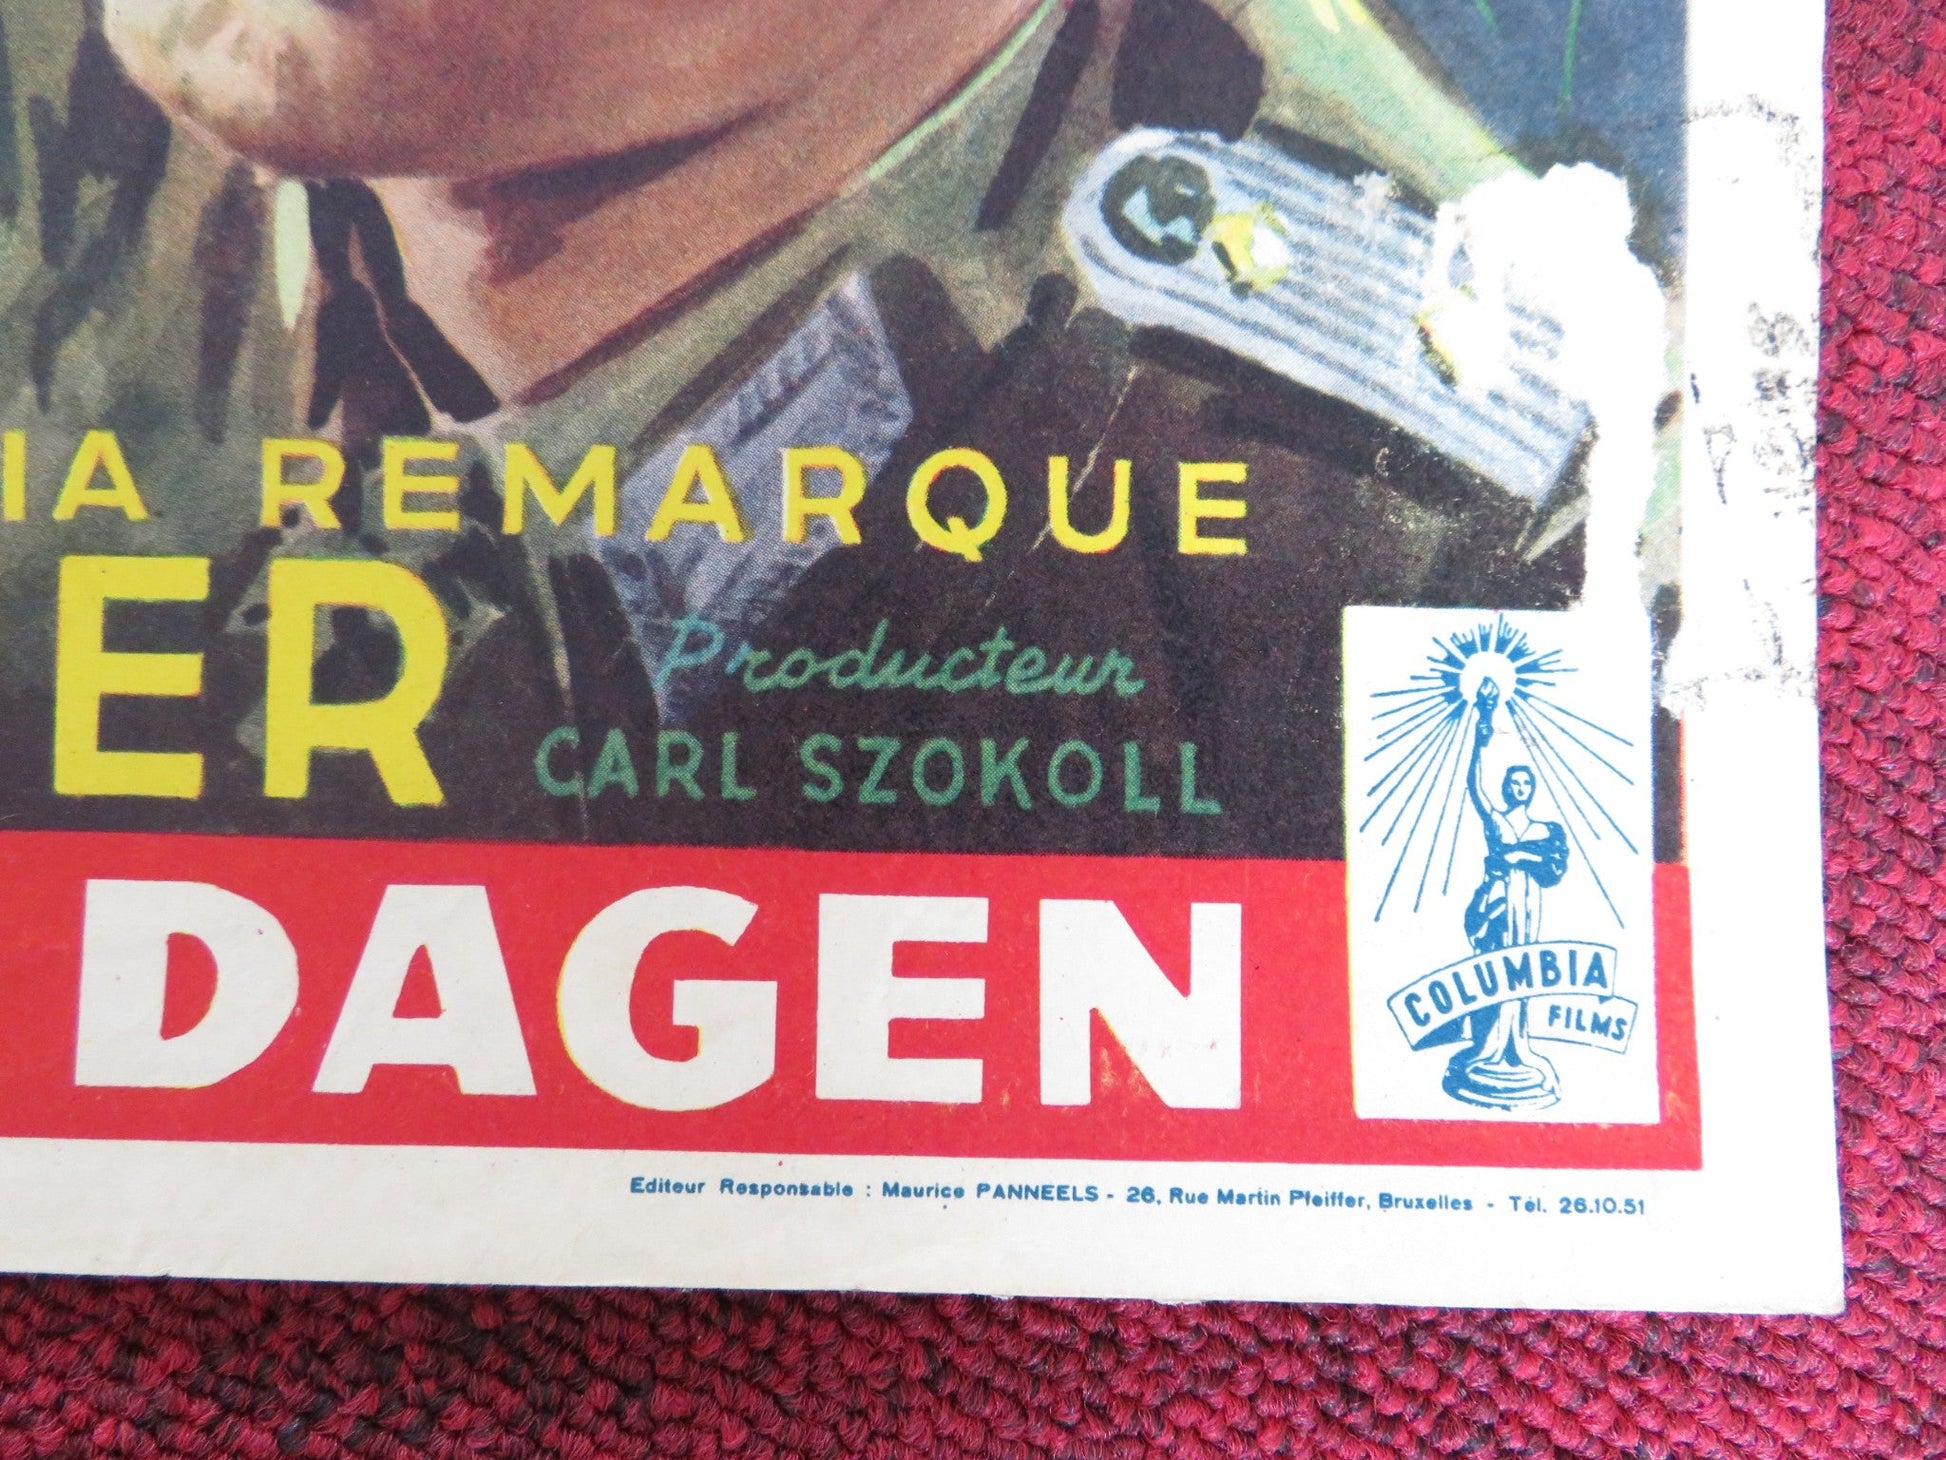 IA REMARQUE
ER
Producteur
CARL SZOKOLL
DAGEN
COLUMBIA
FILMS
Editeur Responsable : Maurice PANNEELS - 26, Rue Martin Pfeiffer, Bruxelles - Tél. 26.10.51